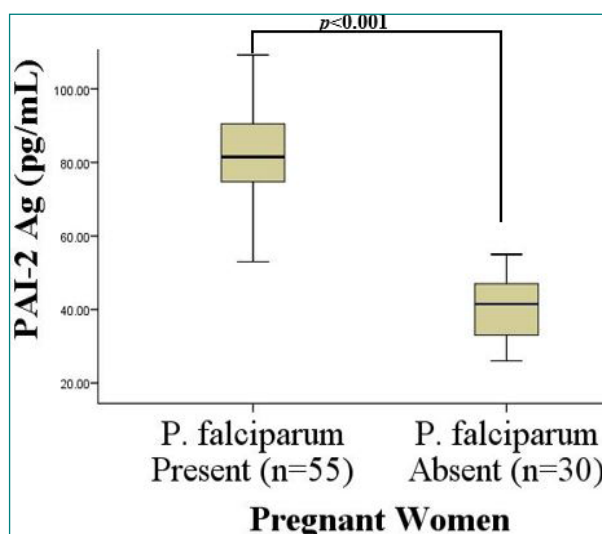 p<0.001
PAI-2 Ag (pg/mL)
100.00
80.00
60.00
40.00
20.00
P. falciparum
Present (n=55)
P. falciparum
Absent (n=30)
Pregnant Women